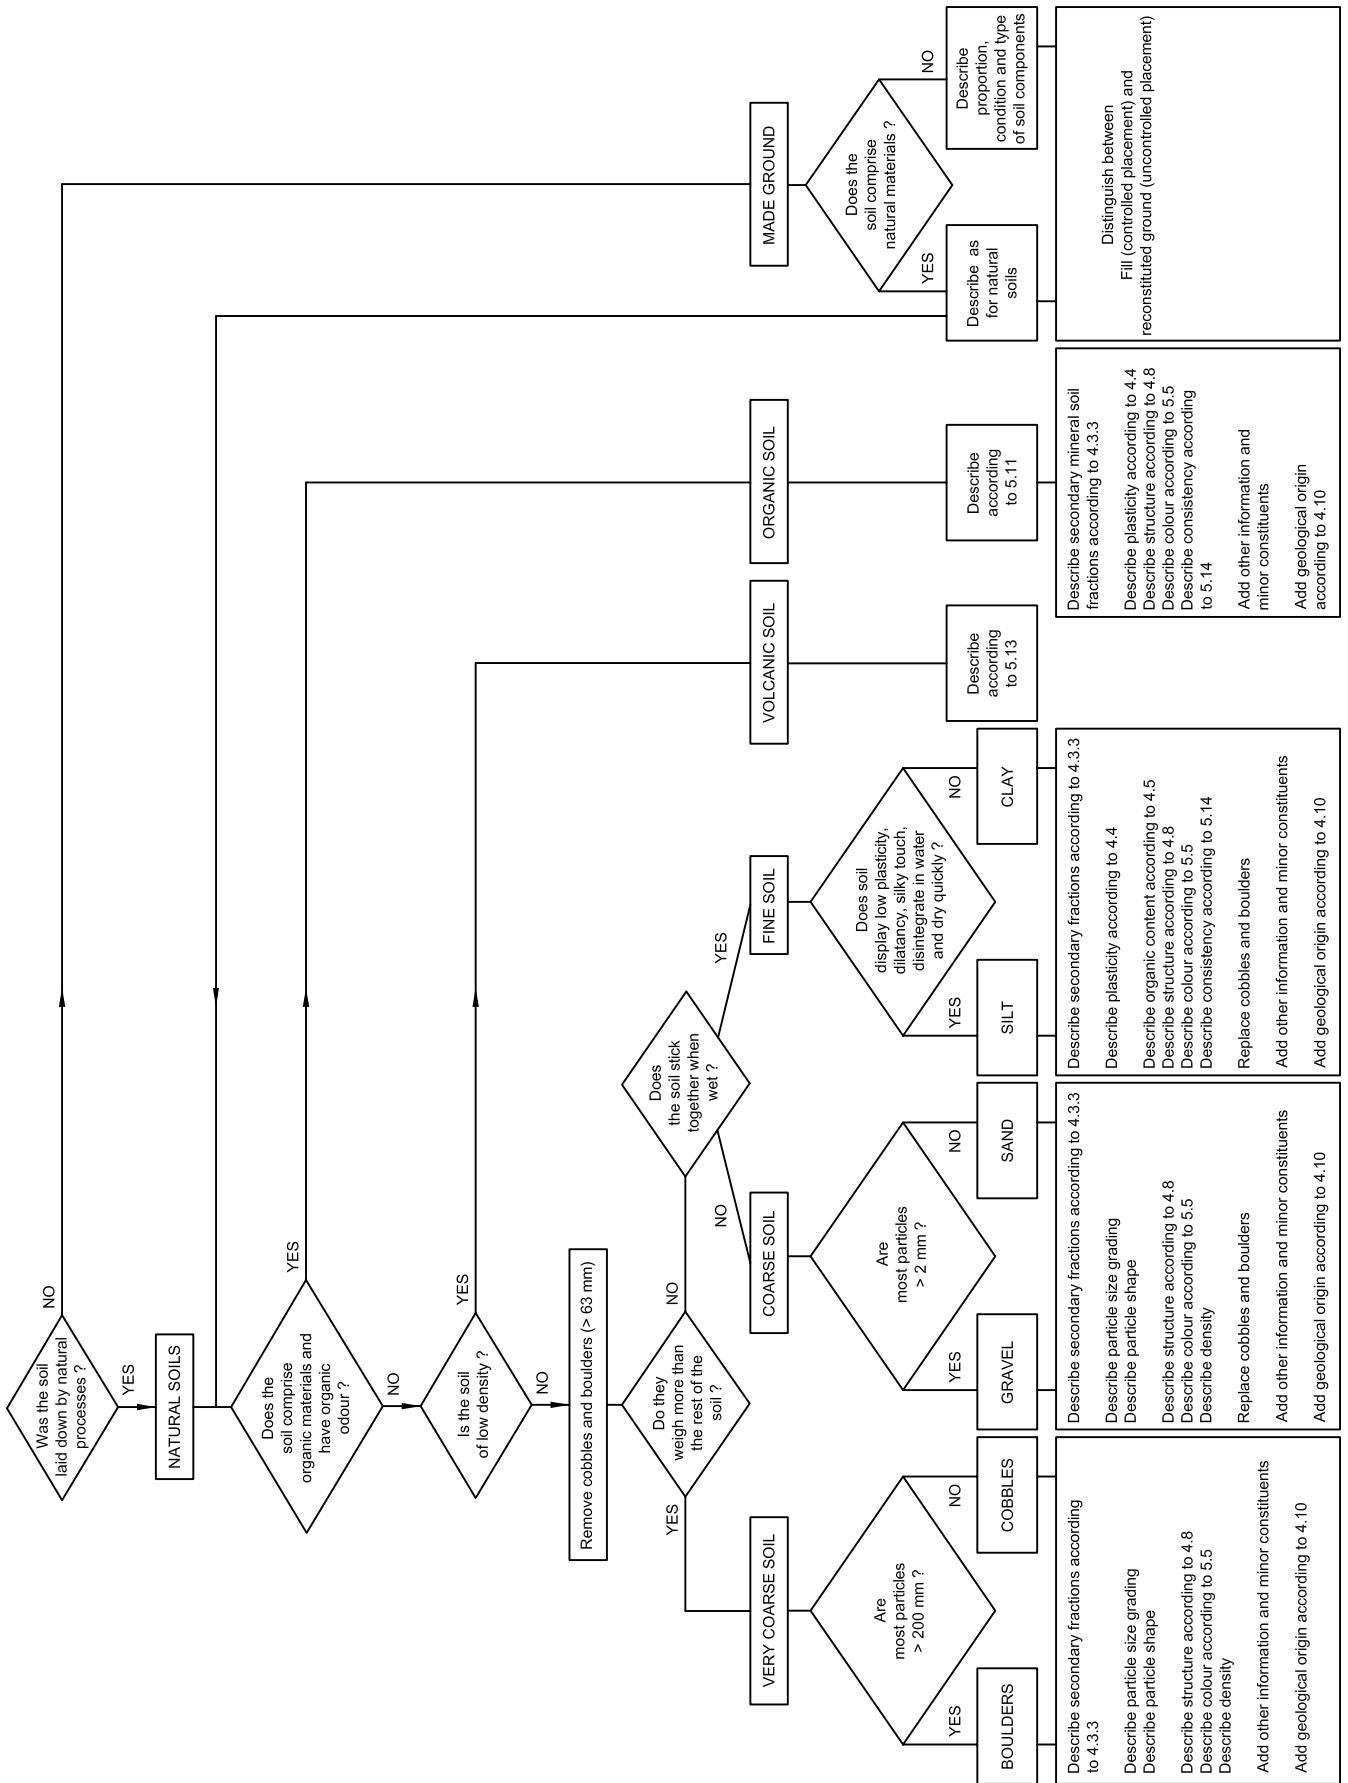 Was the soil
laid down by natural
processes ?
NO
YES
NATURAL SOILS
Does the
soil comprise
organic materials and
have organic
odour ?
YES
NO
Is the soil
of low density ?
YES
NO
Remove cobbles and boulders (> 63 mm)
Do they
weigh more than
the rest of the
soil ?
YES
NO
Does
the soil stick
together when
wet ?
NO
YES
VERY COARSE SOIL
COARSE SOIL
FINE SOIL
VOLCANIC SOIL
ORGANIC SOIL
MADE GROUND
Are
most particles
> 200 mm ?
YES
NO
Are
most particles
> 2 mm ?
YES
NO
Does soil
display low plasticity,
dilatancy, silky touch,
disintegrate in water
and dry quickly ?
YES
NO
Does the
soil comprise
natural materials ?
YES
NO
BOULDERS
COBBLES
GRAVEL
SAND
SILT
CLAY
Describe
according
to 5.13
Describe
according
to 5.11
Describe as
for natural
soils
Describe
proportion,
condition and type
of soil components
Describe secondary fractions according
to 4.3.3
Describe particle size grading
Describe particle shape
Describe structure according to 4.8
Describe colour according to 5.5
Describe density
Add other information and minor constituents
Add geological origin according to 4.10
Describe secondary fractions according to 4.3.3
Describe particle size grading
Describe particle shape
Describe structure according to 4.8
Describe colour according to 5.5
Describe density
Replace cobbles and boulders
Add other information and minor constituents
Add geological origin according to 4.10
Describe secondary fractions according to 4.3.3
Describe plasticity according to 4.4
Describe organic content according to 4.5
Describe structure according to 4.8
Describe colour according to 5.5
Describe consistency according to 5.14
Replace cobbles and boulders
Add other information and minor constituents
Add geological origin according to 4.10
Describe secondary mineral soil
fractions according to 4.3.3
Describe plasticity according to 4.4
Describe structure according to 4.8
Describe colour according to 5.5
Describe consistency according
to 5.14
Add other information and
minor constituents
Add geological origin
according to 4.10
Distinguish between
Fill (controlled placement) and
reconstituted ground (uncontrolled placement)